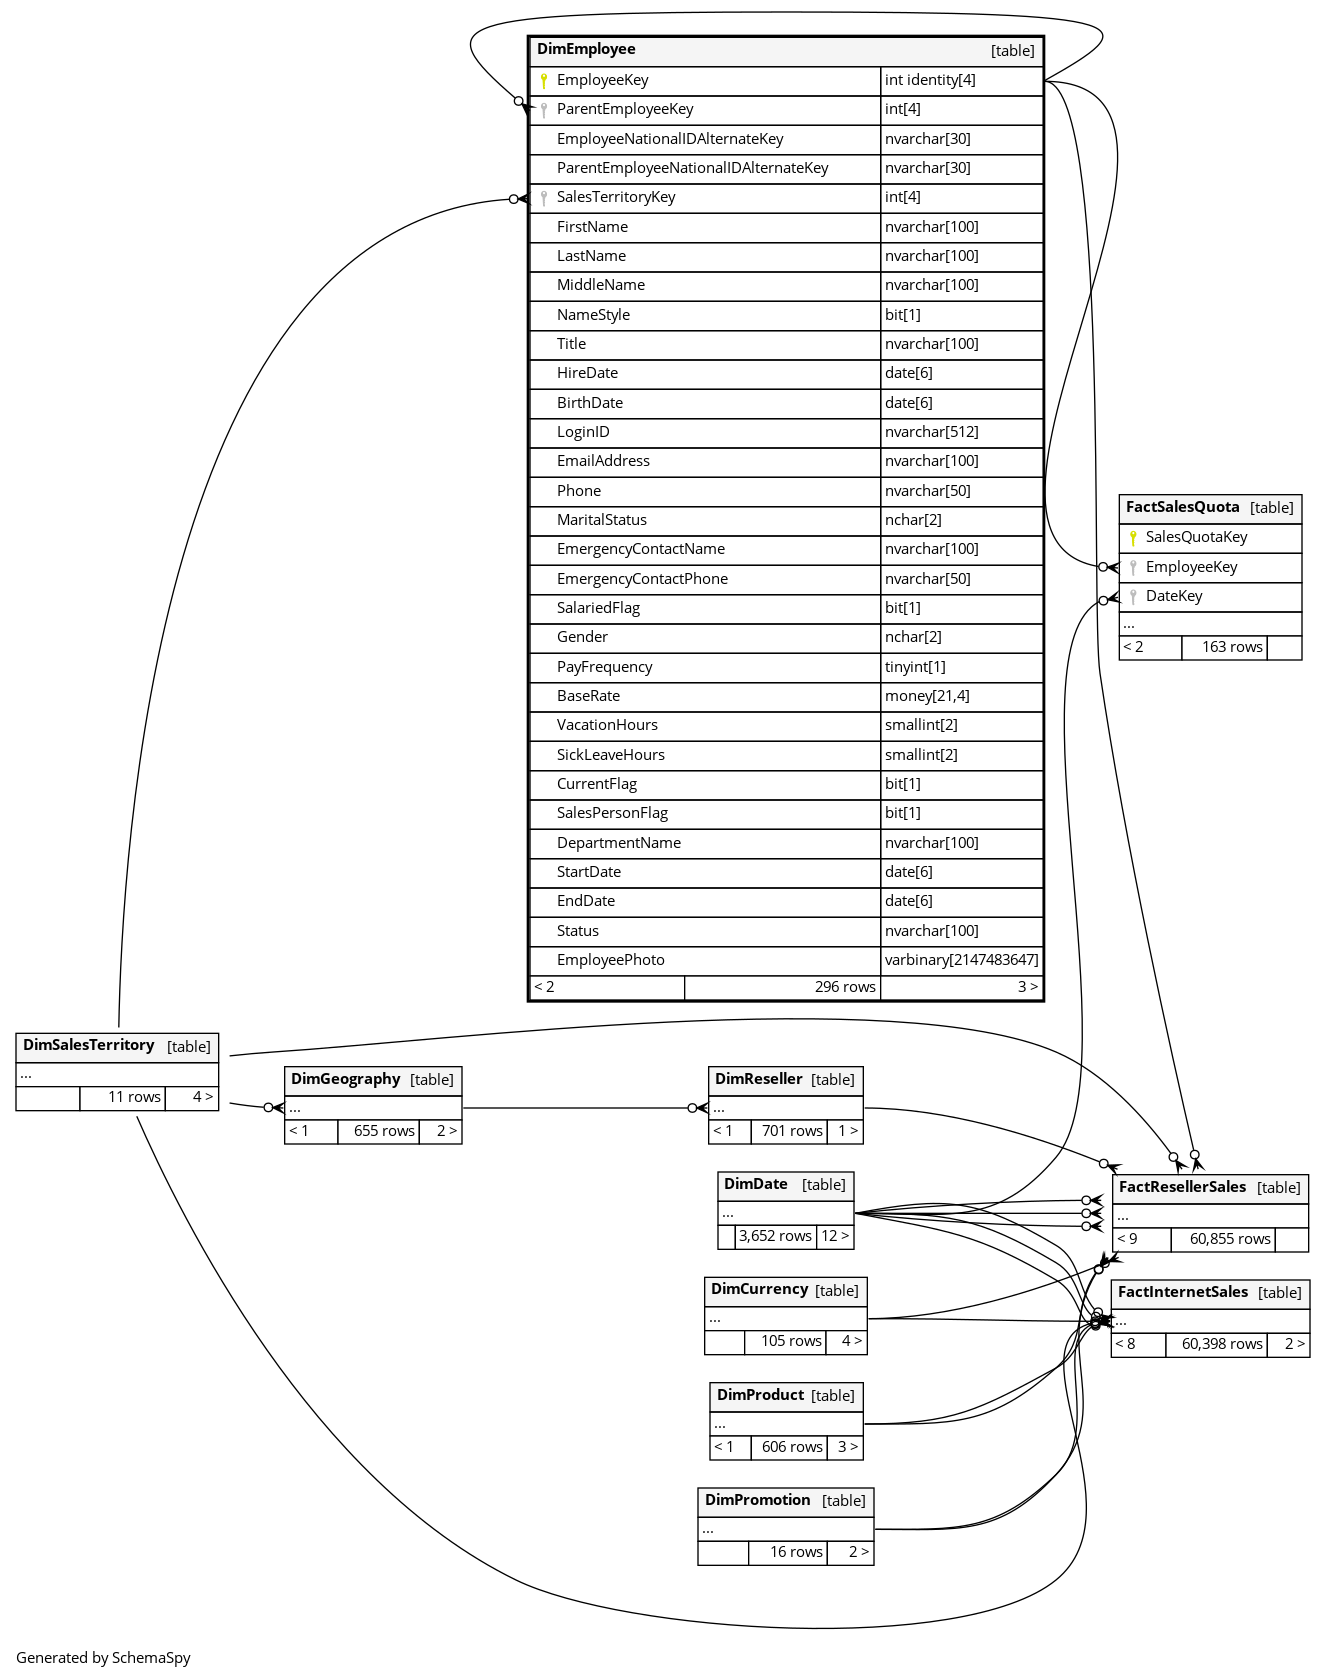 DimEmployee [table]
EmployeeKey int identity[4]
ParentEmployeeKey int[4]
EmployeeNationalIDAlternateKey nvarchar[30]
ParentEmployeeNationalIDAlternateKey nvarchar[30]
SalesTerritoryKey int[4]
FirstName nvarchar[100]
LastName nvarchar[100]
MiddleName nvarchar[100]
NameStyle bit[1]
Title nvarchar[100]
HireDate date[6]
BirthDate date[6]
LoginID nvarchar[512]
EmailAddress nvarchar[100]
Phone nvarchar[50]
MaritalStatus nchar[2]
EmergencyContactName nvarchar[100]
EmergencyContactPhone nvarchar[50]
SalariedFlag bit[1]
Gender nchar[2]
PayFrequency tinyint[1]
BaseRate money[21,4]
VacationHours smallint[2]
SickLeaveHours smallint[2]
CurrentFlag bit[1]
SalesPersonFlag bit[1]
DepartmentName nvarchar[100]
StartDate date[6]
EndDate date[6]
Status nvarchar[100]
EmployeePhoto varbinary[2147483647]
< 2 296 rows 3 >
FactSalesQuota [table]
SalesQuotaKey
EmployeeKey
DateKey
...
< 2 163 rows
DimSalesTerritory [table]
...
11 rows 4 >
DimGeography [table]
...
< 1 655 rows 2 >
DimReseller [table]
...
< 1 701 rows 1 >
DimDate [table]
...
3,652 rows 12 >
FactResellerSales [table]
...
< 9 60,855 rows
DimCurrency [table]
...
105 rows 4 >
FactInternetSales [table]
...
< 8 60,398 rows 2 >
DimProduct [table]
...
< 1 606 rows 3 >
DimPromotion [table]
...
16 rows 2 >
Generated by SchemaSpy